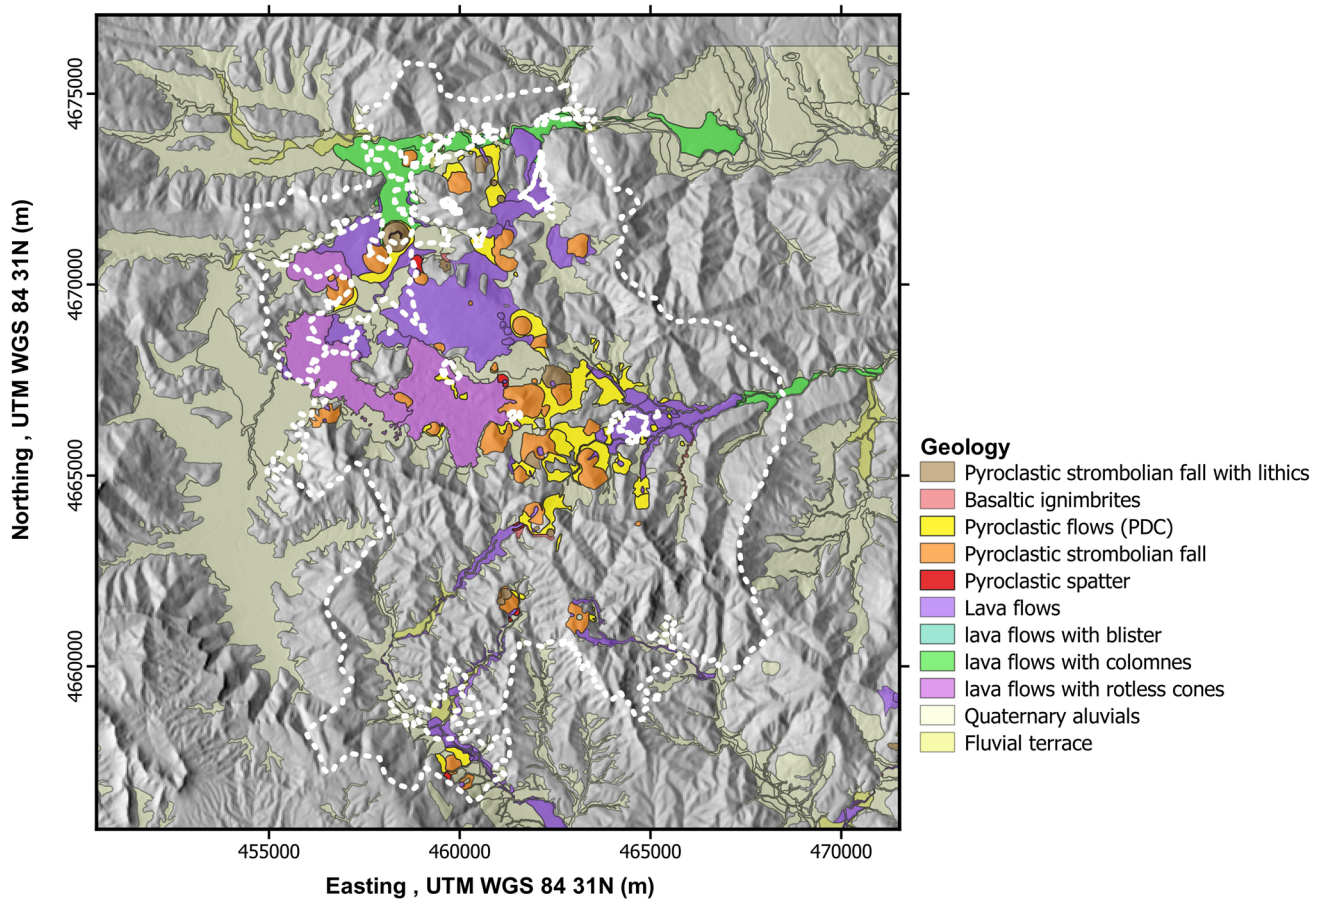 4675000
4670000
4665000
4660000
Northing , UTM WGS 84 31N (m)
455000
460000
465000
470000
Easting , UTM WGS 84 31N (m)
Geology
Pyroclastic strombolian fall with lithics
Basaltic ignimbrites
Pyroclastic flows (PDC)
Pyroclastic strombolian fall
Pyroclastic spatter
Lava flows
lava flows with blister
lava flows with colomnes
lava flows with rotless cones
Quaternary aluvials
Fluvial terrace